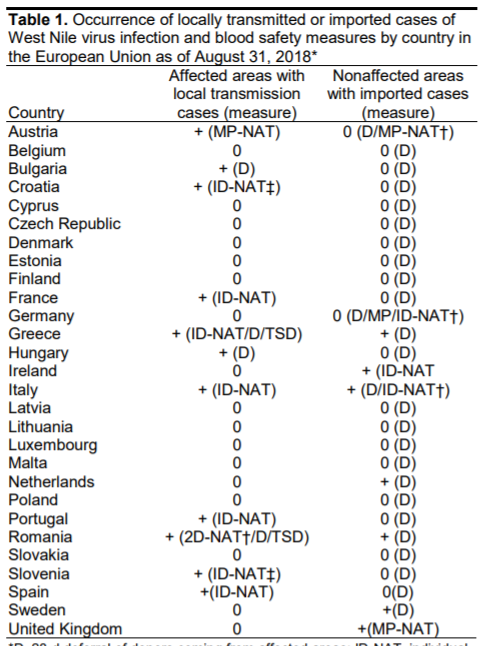 Table 1. Occurrence of locally transmitted or imported cases of
West Nile virus infection and blood safety measures by country in
the European Union as of August 31, 2018*
Affected areas with Nonaffected areas
local transmission with imported cases
Country cases (measure) (measure)
Austria + (MP-NAT) 0 (D/MP-NAT†)
Belgium 0 0 (D)
Bulgaria + (D) 0 (D)
Croatia + (ID-NAT‡) 0 (D)
Cyprus 0 0 (D)
Czech Republic 0 0 (D)
Denmark 0 0 (D)
Estonia 0 0 (D)
Finland 0 0 (D)
France + (ID-NAT) 0 (D)
Germany 0 0 (D/MP/ID-NAT†)
Greece + (ID-NAT/D/TSD) + (D)
Hungary + (D) 0 (D)
Ireland 0 + (ID-NAT
Italy + (ID-NAT) + (D/ID-NAT†)
Latvia 0 0 (D)
Lithuania 0 0 (D)
Luxembourg 0 0 (D)
Malta 0 0 (D)
Netherlands 0 + (D)
Poland 0 0 (D)
Portugal + (ID-NAT) 0 (D)
Romania + (2D-NAT†/D/TSD) + (D)
Slovakia 0 0 (D)
Slovenia + (ID-NAT‡) 0 (D)
Spain +(ID-NAT) 0(D)
Sweden 0 +(D)
United Kingdom 0 +(MP-NAT)